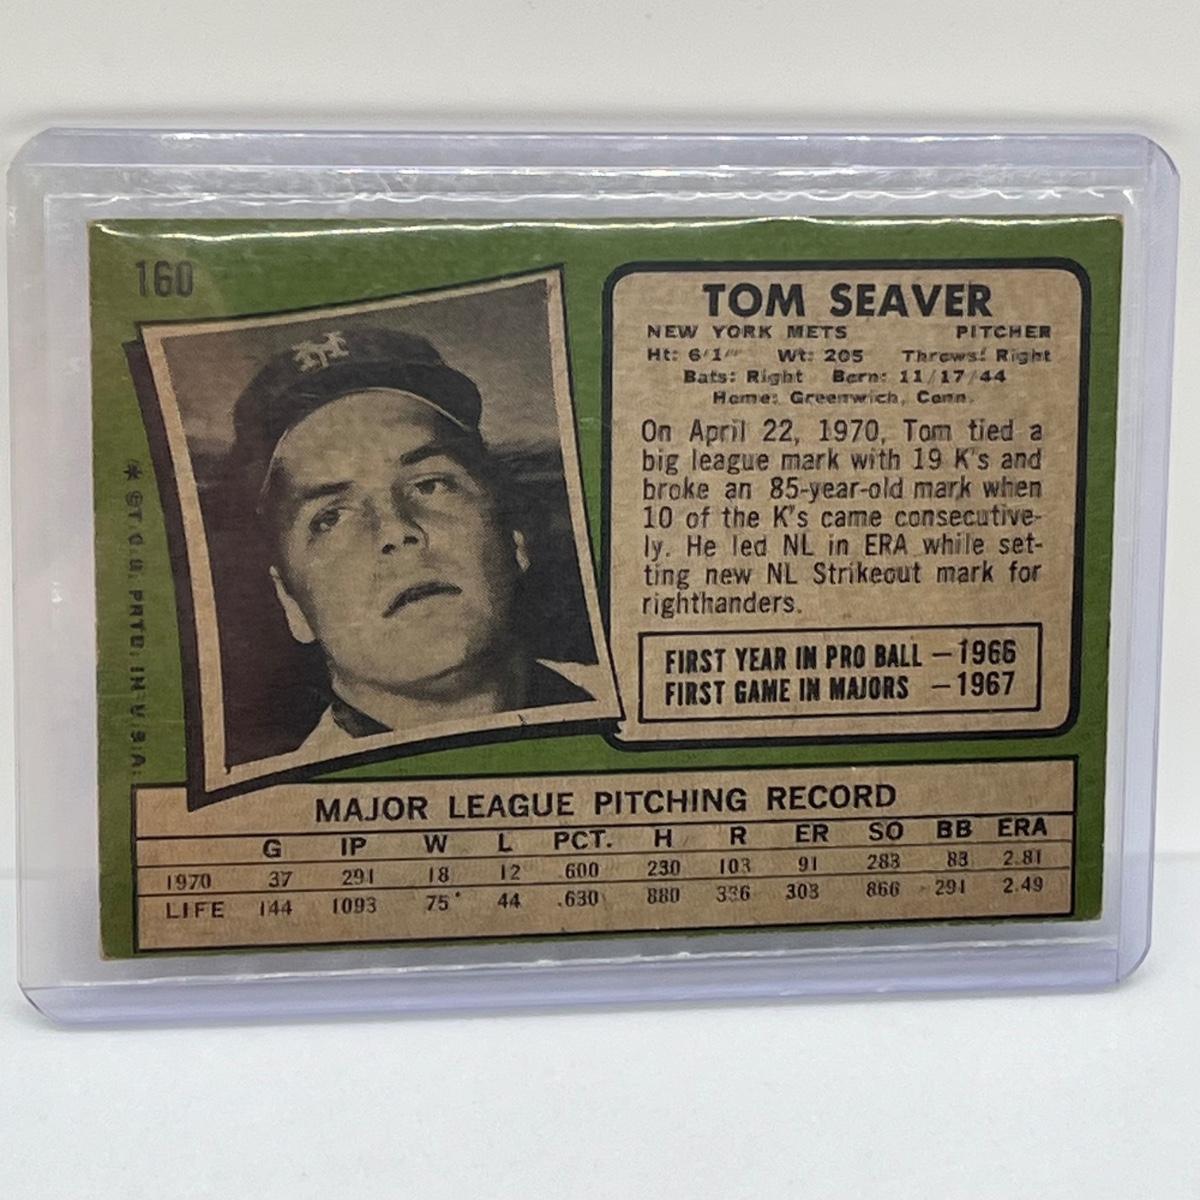 160
TOM SEAVER
NEW YORK METS PITCHER
Ht: 6'1" Wt: 205 Throws: Right
Bats: Right Born: 11/17/44
Home: Greenwich, Conn.
On April 22, 1970, Tom tied a
big league mark with 19 K's and
broke an 85-year-old mark when
10 of the K's came consecutive-
ly. He led NL in ERA while set-
ting new NL Strikeout mark for
righthanders.
FIRST YEAR IN PRO BALL — 1966
FIRST GAME IN MAJORS — 1967
* © T.C.G. PRTD. IN U.S.A.
MAJOR LEAGUE PITCHING RECORD
G IP W L PCT. H R ER SO BB ERA
1970 37 291 18 12 .600 230 103 91 283 83 2.81
LIFE 144 1093 75 44 .630 880 336 303 866 291 2.49
NY